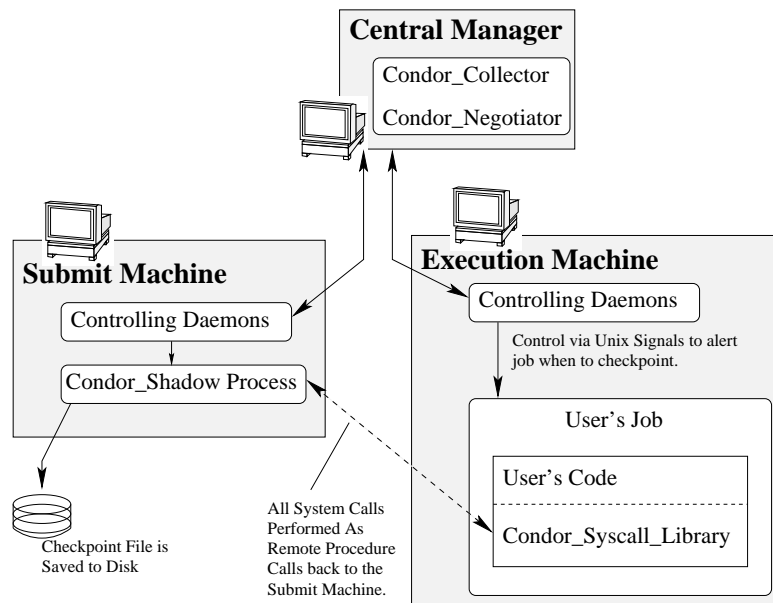 Central Manager
Condor_Collector
Condor_Negotiator
Submit Machine
Controlling Daemons
Condor_Shadow Process
Checkpoint File is
Saved to Disk
All System Calls
Performed As
Remote Procedure
Calls back to the
Submit Machine.
Execution Machine
Controlling Daemons
Control via Unix Signals to alert
job when to checkpoint.
User's Job
User's Code
Condor_Syscall_Library